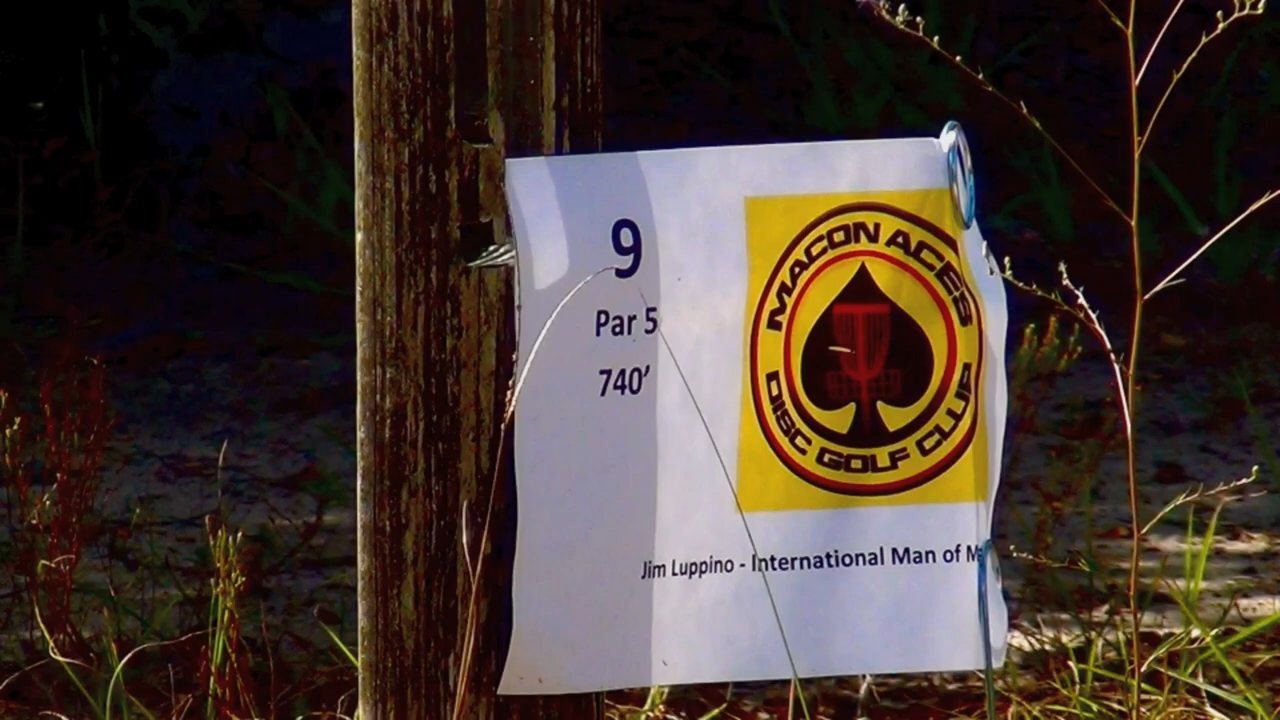 9
Par 5
740'
MACON ACES
DISC GOLF CLUB
Jim Luppino - International Man of